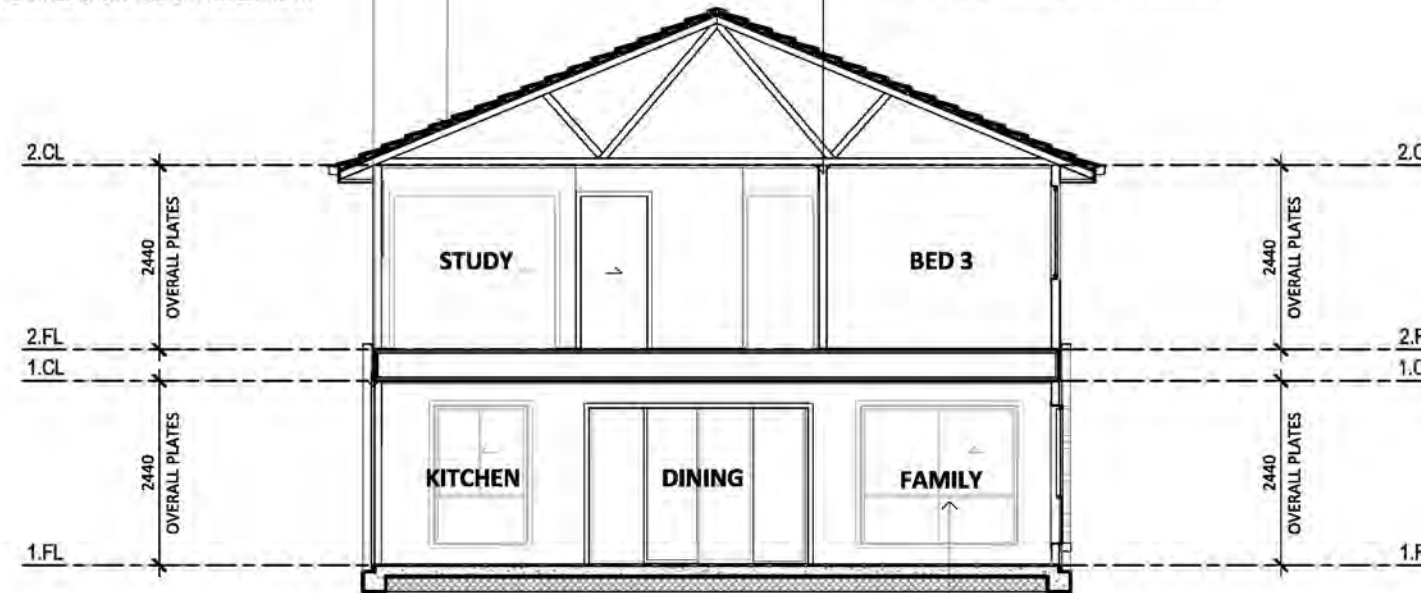 2.CL
2440
OVERALL PLATES
STUDY
BED 3
2440
OVERALL PLATES
2.FL
1.CL
2440
OVERALL PLATES
KITCHEN
DINING
FAMILY
2440
OVERALL PLATES
1.FL